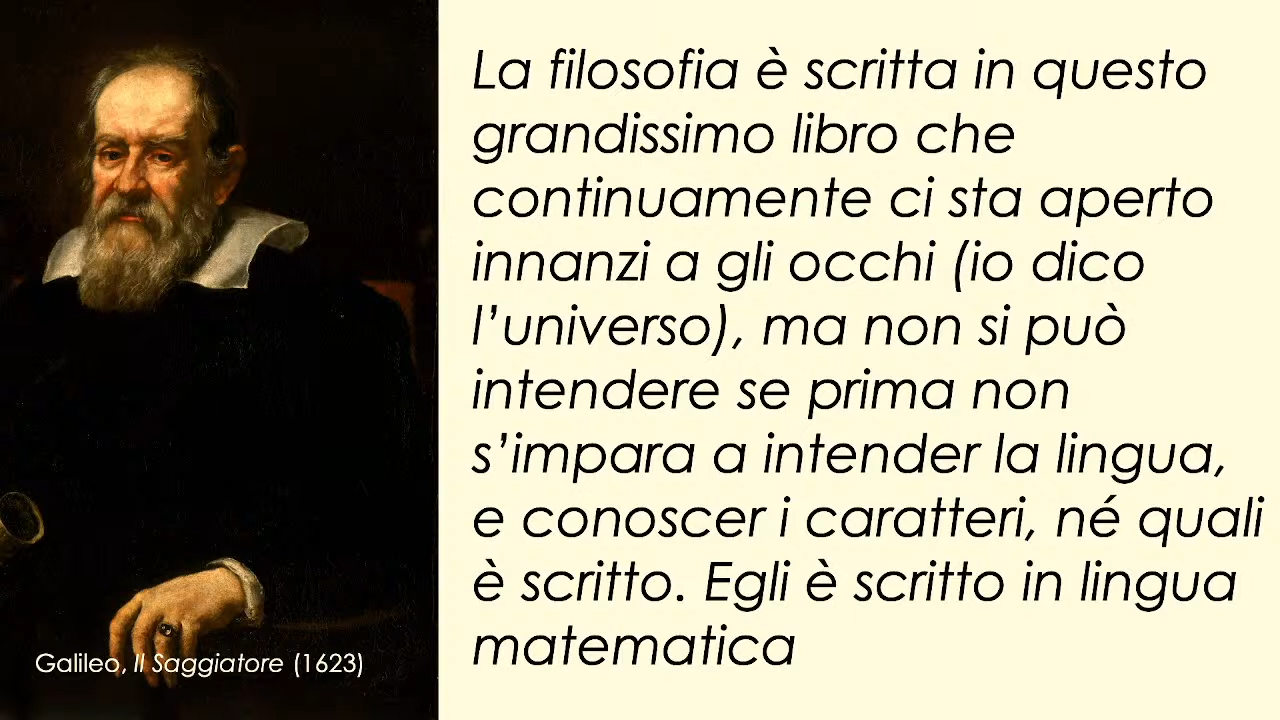 La filosofia è scritta in questo
grandissimo libro che
continuamente ci sta aperto
innanzi a gli occhi (io dico
l’universo), ma non si può
intendere se prima non
s’impara a intender la lingua,
e conoscer i caratteri, né quali
è scritto. Egli è scritto in lingua
matematica
Galileo, Il Saggiatore (1623)